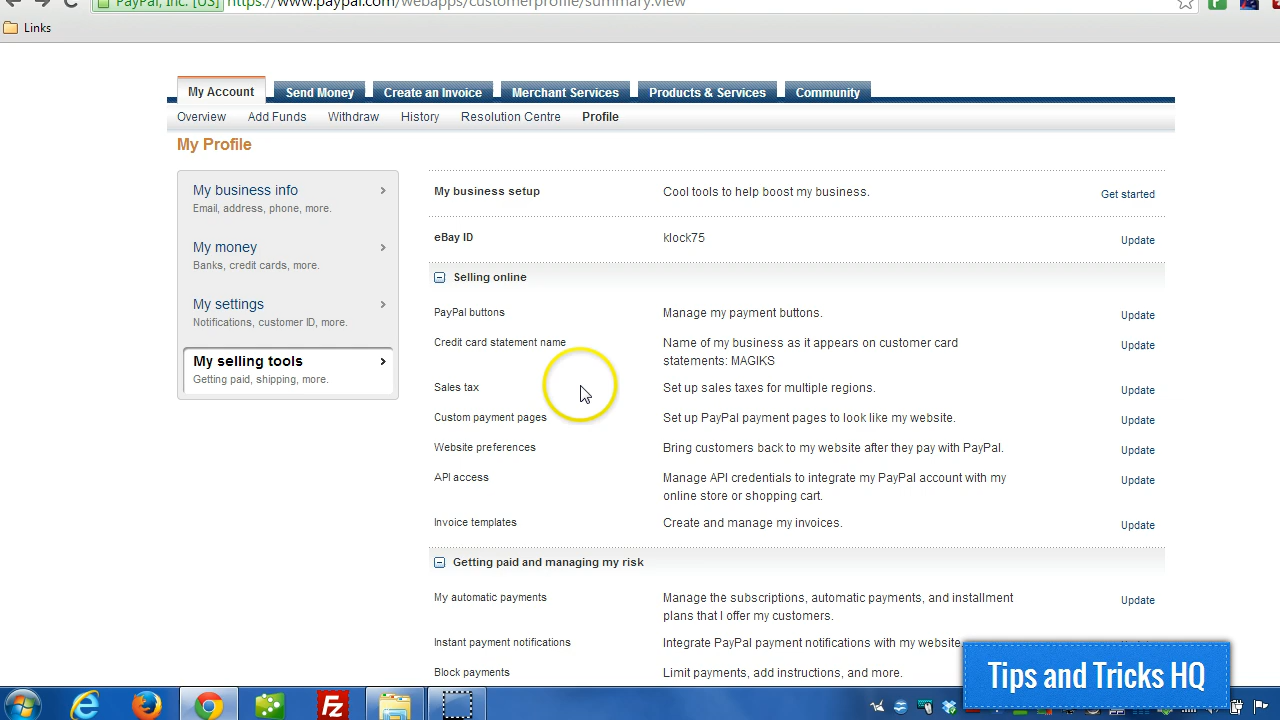 PayPal, Inc. [US] https://www.paypal.com/webapps/customerprofile/summary.view
Links
My Account Send Money Create an Invoice Merchant Services Products & Services Community
Overview Add Funds Withdraw History Resolution Centre Profile
My Profile
My business info
Email, address, phone, more.
My money
Banks, credit cards, more.
My settings
Notifications, customer ID, more.
My selling tools
Getting paid, shipping, more.
My business setup Cool tools to help boost my business. Get started
eBay ID klock75 Update
Selling online
PayPal buttons Manage my payment buttons. Update
Credit card statement name Name of my business as it appears on customer card Update
statements: MAGIKS
Sales tax Set up sales taxes for multiple regions. Update
Custom payment pages Set up PayPal payment pages to look like my website. Update
Website preferences Bring customers back to my website after they pay with PayPal. Update
API access Manage API credentials to integrate my PayPal account with my Update
online store or shopping cart.
Invoice templates Create and manage my invoices. Update
Getting paid and managing my risk
My automatic payments Manage the subscriptions, automatic payments, and installment Update
plans that I offer my customers.
Instant payment notifications Integrate PayPal payment notifications with my website
Block payments Limit payments, add instructions, and more.
Tips and Tricks HQ